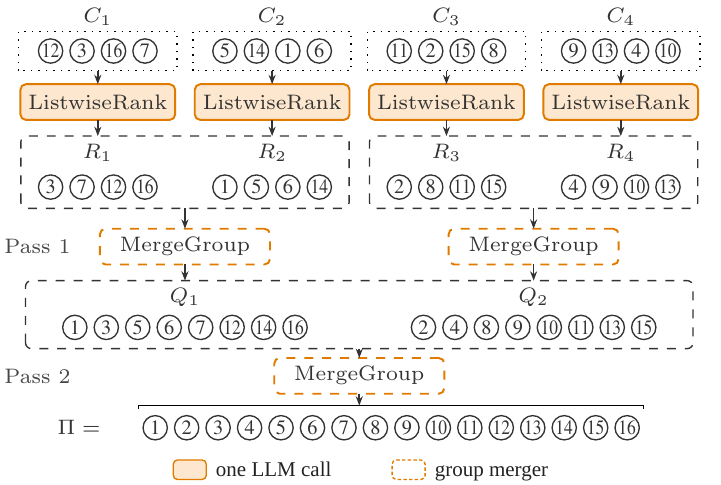 C1 C2 C3 C4
12 3 16 7 5 14 1 6 11 2 15 8 9 13 4 10
ListwiseRank ListwiseRank ListwiseRank ListwiseRank
R1 R2 R3 R4
3 7 12 16 1 5 6 14 2 8 11 15 4 9 10 13
Pass 1 MergeGroup MergeGroup
Q1 Q2
1 3 5 6 7 12 14 16 2 4 8 9 10 11 13 15
Pass 2 MergeGroup
Π = 1 2 3 4 5 6 7 8 9 10 11 12 13 14 15 16
one LLM call group merger